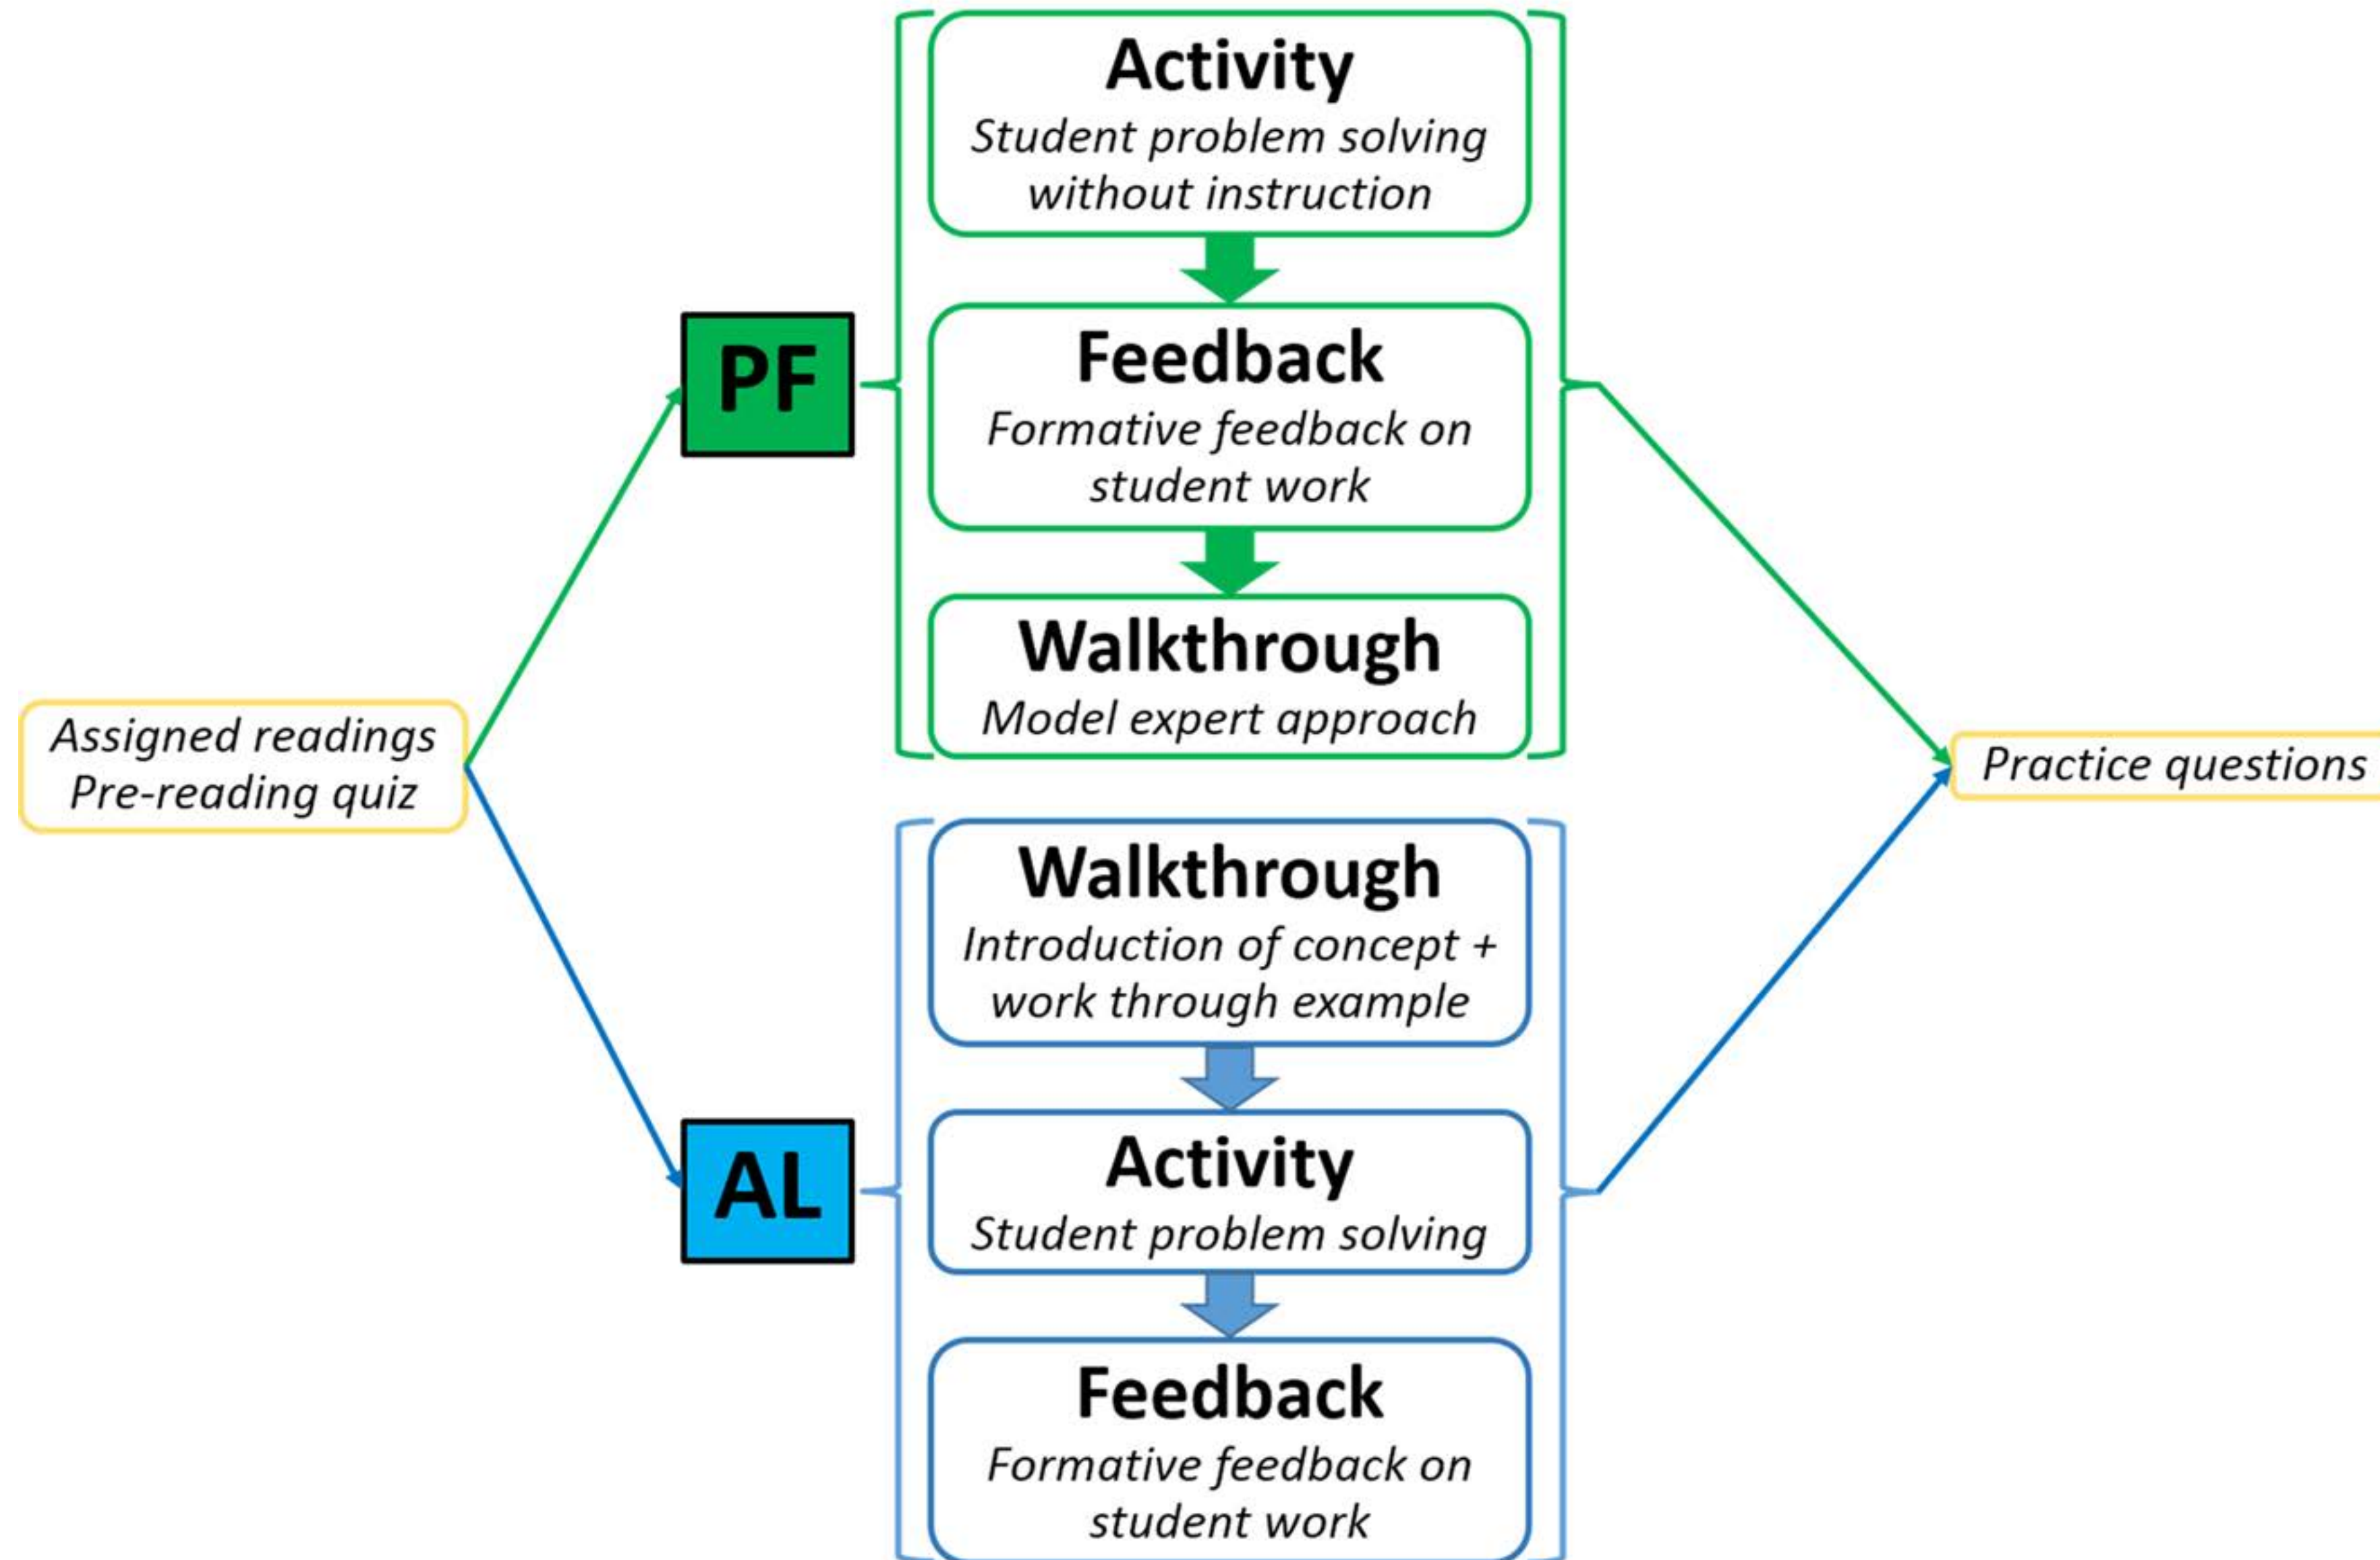 Assigned readings
Pre-reading quiz
PF
Activity
Student problem solving
without instruction
Feedback
Formative feedback on
student work
Walkthrough
Model expert approach
AL
Walkthrough
Introduction of concept +
work through example
Activity
Student problem solving
Feedback
Formative feedback on
student work
Practice questions